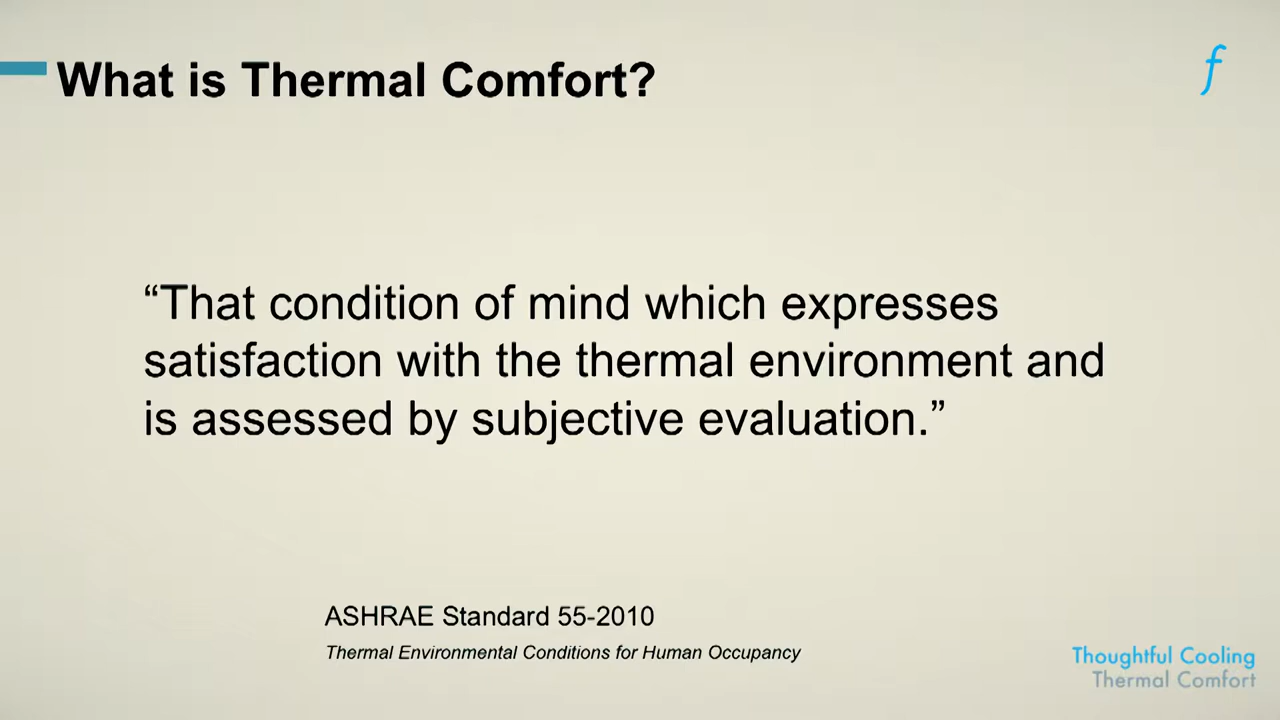 What is Thermal Comfort?
f
“That condition of mind which expresses
satisfaction with the thermal environment and
is assessed by subjective evaluation.”
ASHRAE Standard 55-2010
Thermal Environmental Conditions for Human Occupancy
Thoughtful Cooling
Thermal Comfort